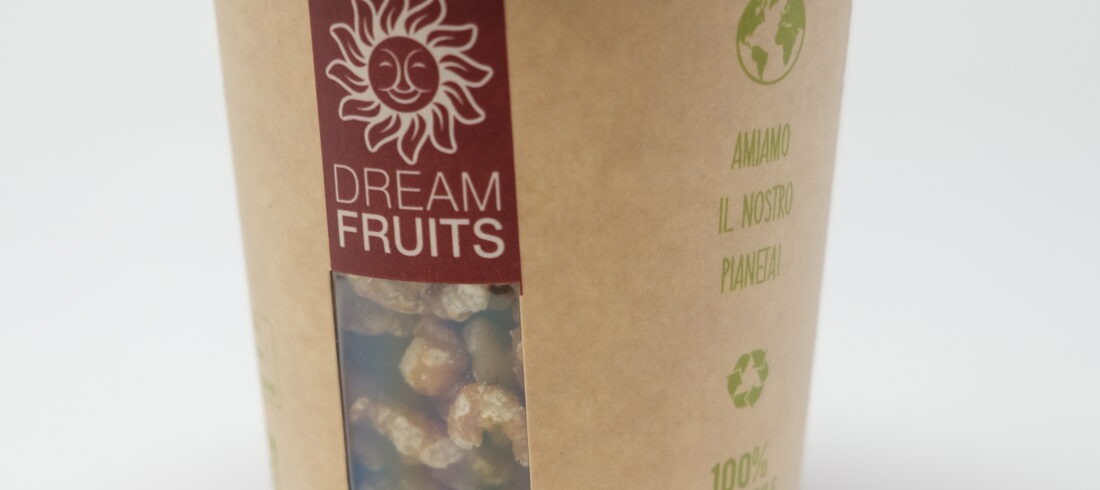 DREAM
FRUITS
AMIAMO
IL NOSTRO
PIANETA!
100%